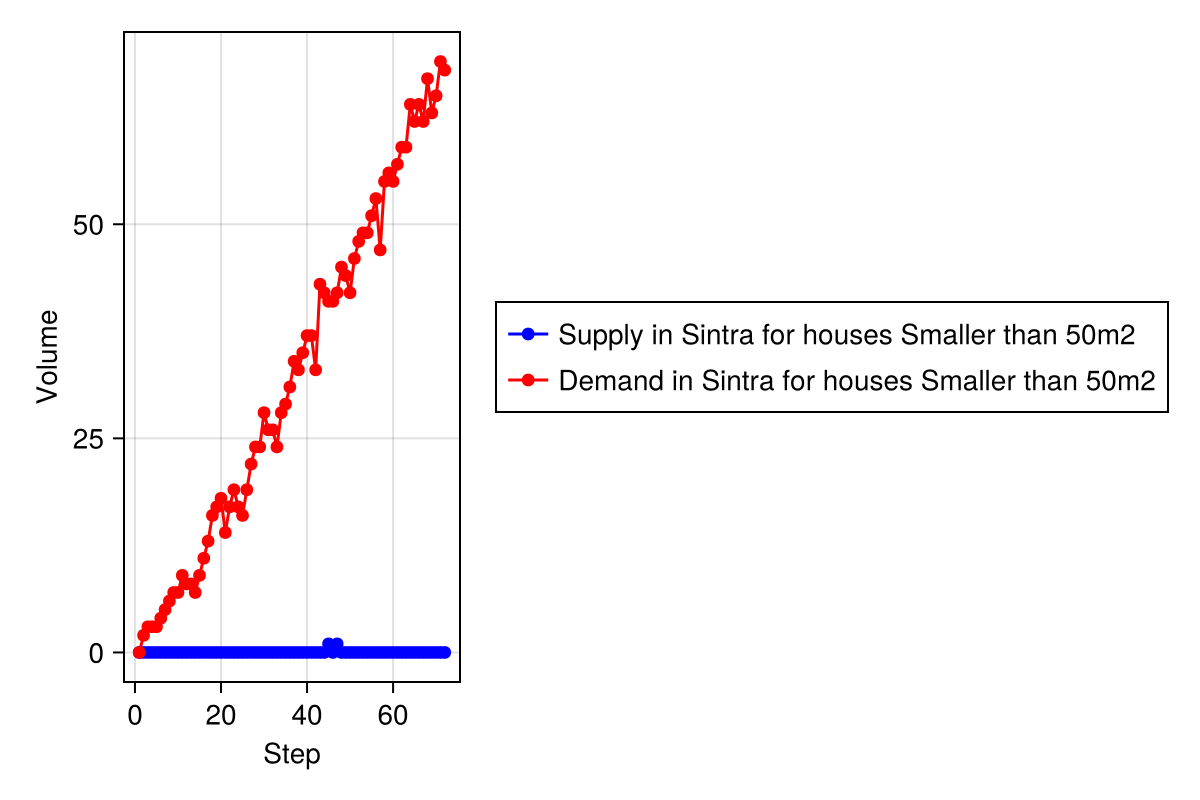 50
25
0
Volume
0 20 40 60
Step
Supply in Sintra for houses Smaller than 50m2
Demand in Sintra for houses Smaller than 50m2